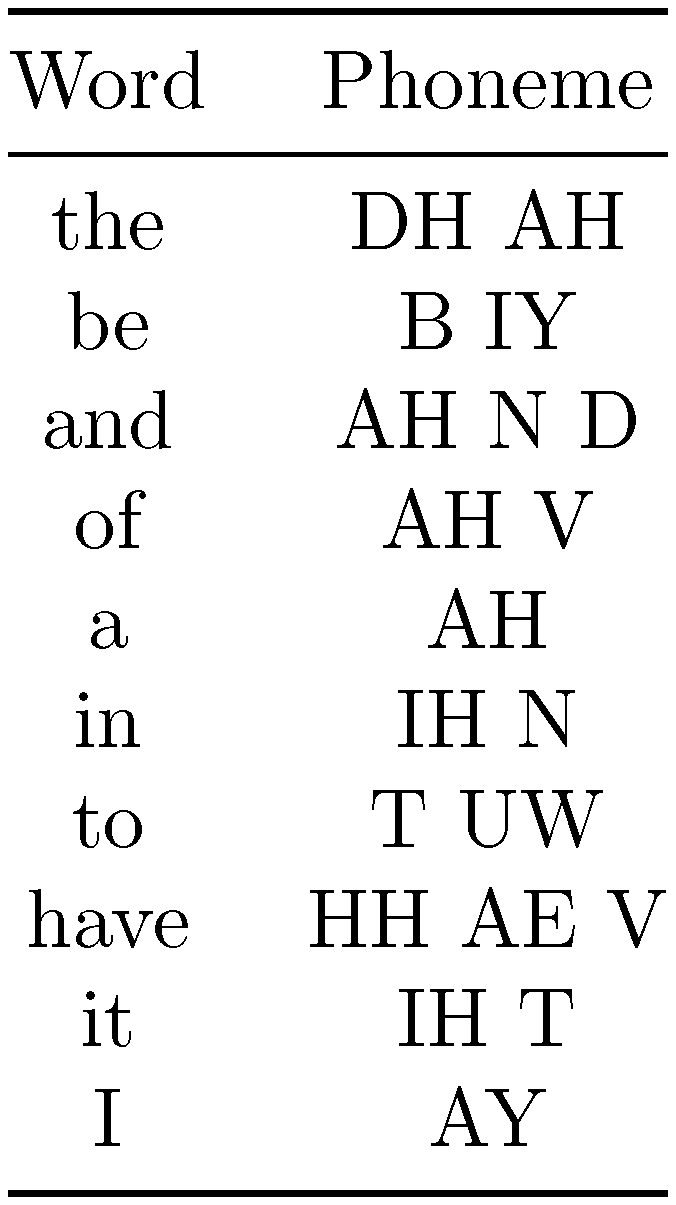 Word Phoneme
the DH AH
be B IY
and AH N D
of AH V
a AH
in IH N
to T UW
have HH AE V
it IH T
I AY